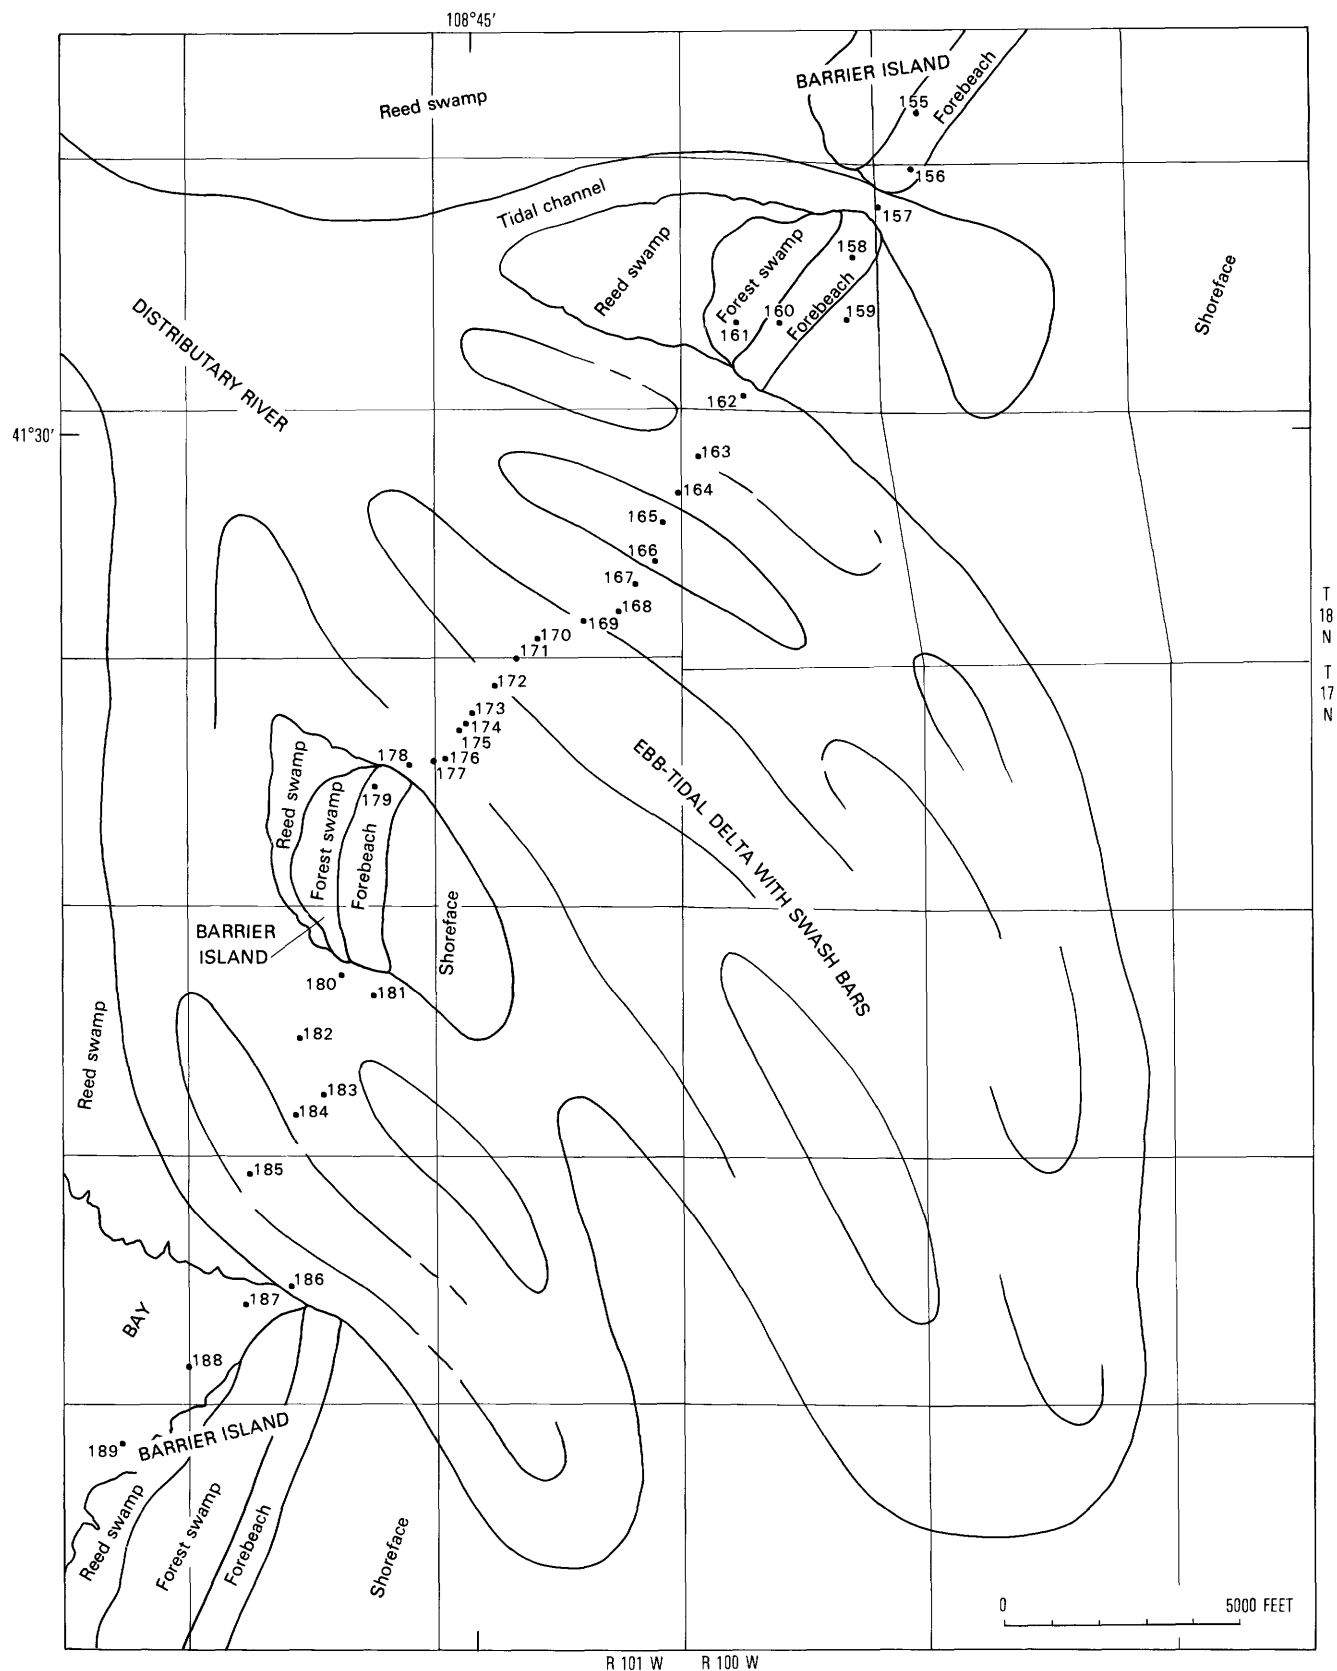 108°45'
BARRIER ISLAND
Forebeach
Reed swamp
155
156
Tidal channel
157
158
Reed swamp
Forest swamp
Forebeach
Shoreface
160
159
161
DISTRIBUTARY RIVER
162
41°30'
163
164
165
166
167
168
169
170
171
T
18
N
T
17
N
172
173
174
175
176
177
178
179
Reed swamp
Forest swamp
Forebeach
EBB-TIDAL DELTA WITH SWASH BARS
BARRIER
ISLAND
Shoreface
180
181
182
Reed swamp
183
184
185
186
187
BAY
188
189
BARRIER ISLAND
Reed swamp
Forest swamp
Forebeach
Shoreface
0
5000 FEET
R 101 W
R 100 W